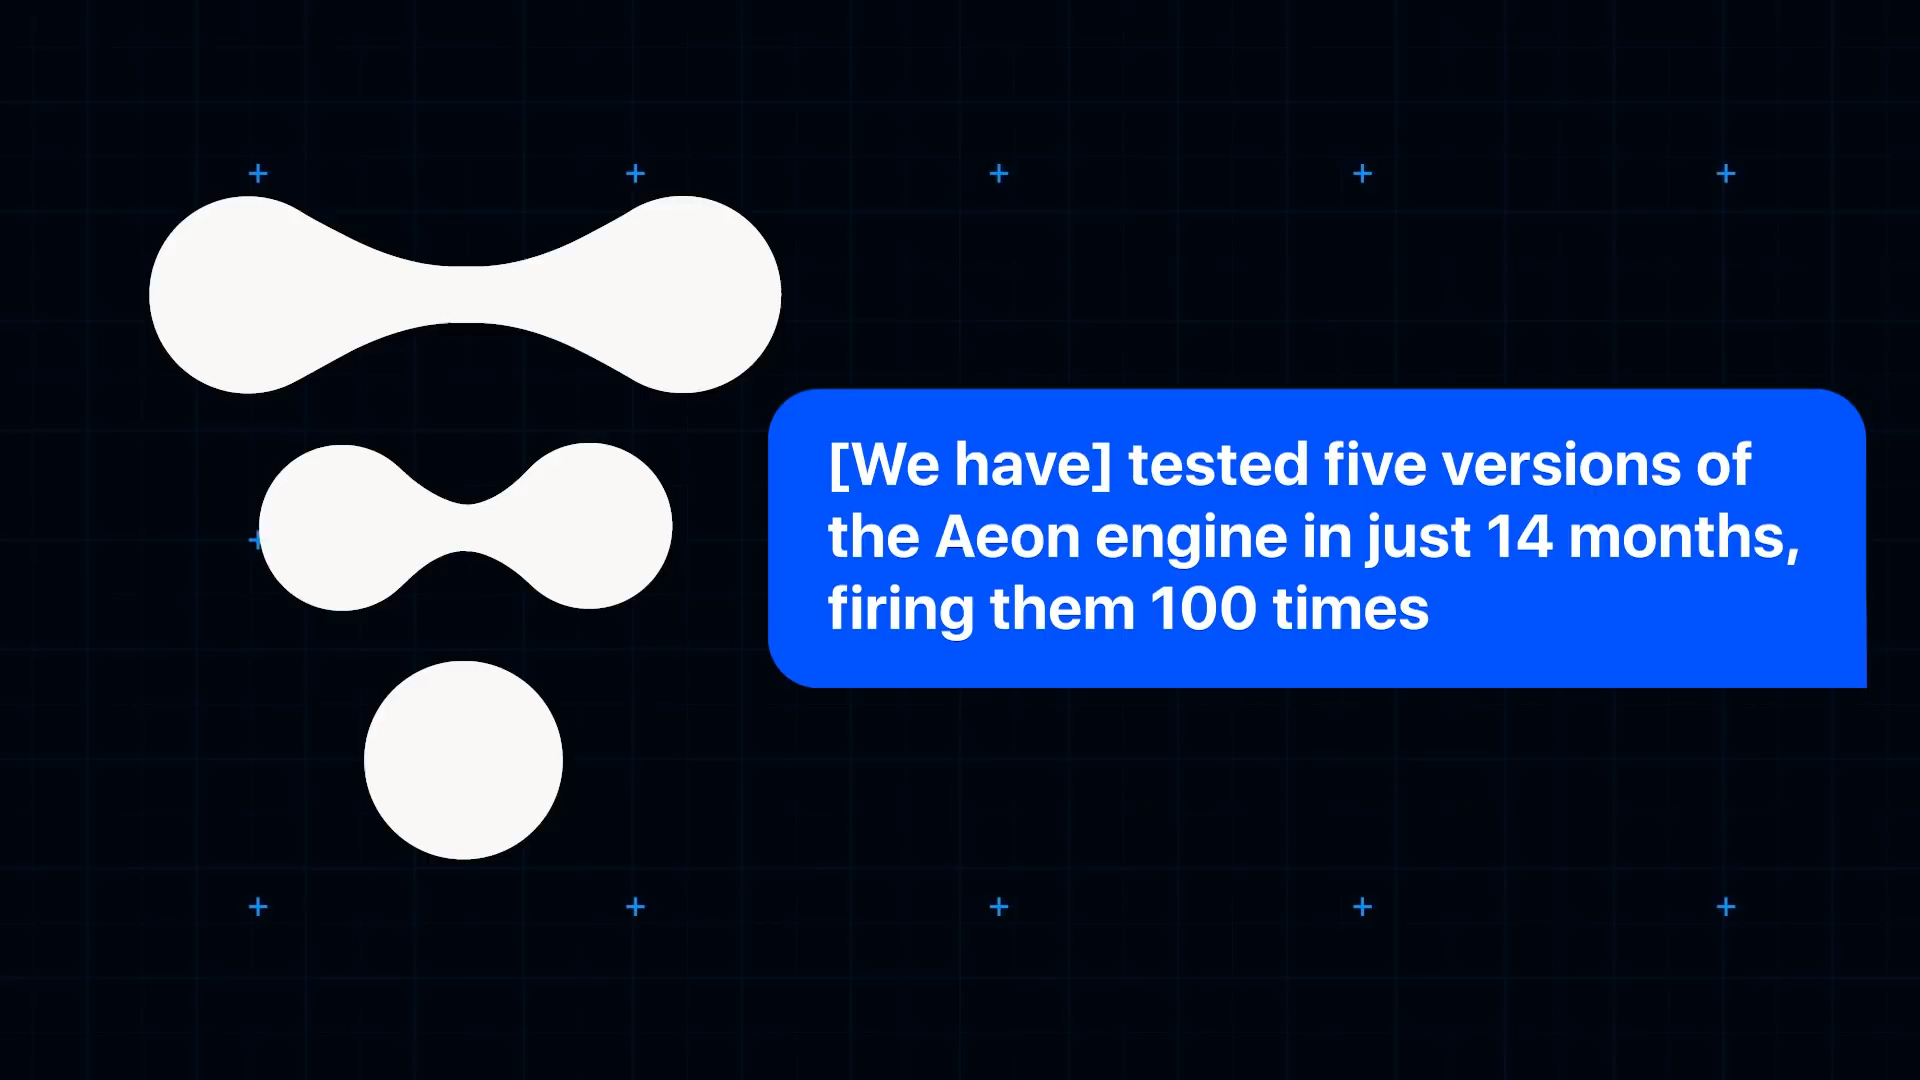 [We have] tested five versions of
the Aeon engine in just 14 months,
firing them 100 times